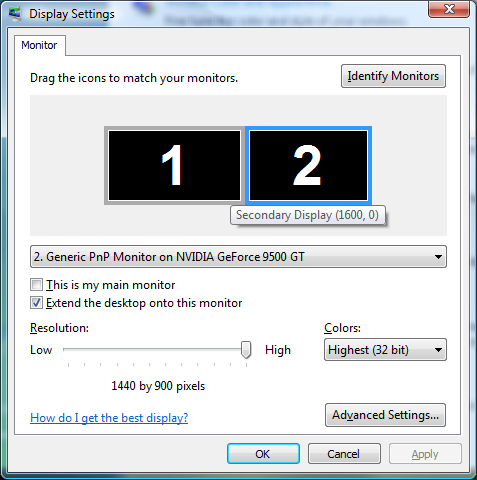 Display Settings
Monitor
Drag the icons to match your monitors.
Identify Monitors
1
2
Secondary Display (1600, 0)
2. Generic PnP Monitor on NVIDIA GeForce 9500 GT
This is my main monitor
Extend the desktop onto this monitor
Resolution:
Colors:
Low
High
Highest (32 bit)
1440 by 900 pixels
How do I get the best display?
Advanced Settings...
OK
Cancel
Apply